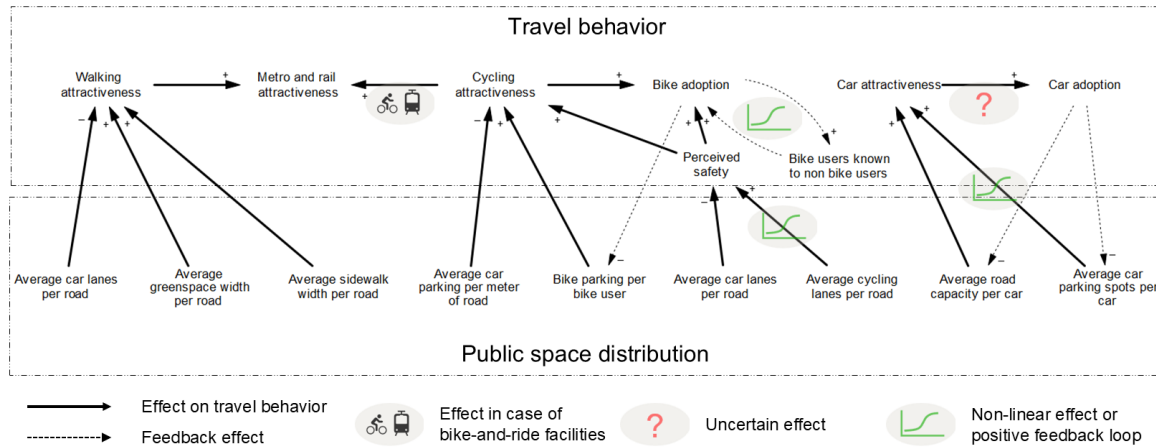 Travel behavior
Walking
attractiveness
+
Metro and rail
attractiveness
+
Cycling
attractiveness
+
Bike adoption
Car attractiveness
+
?
Car adoption
−
+
+
−
+
+
+
+
+
+
+
Perceived
safety
Bike users known
to non bike users
−
+
−
−
−
Average car lanes
per road
Average
greenspace width
per road
Average sidewalk
width per road
Average car
parking per meter
of road
Bike parking per
bike user
Average car lanes
per road
Average cycling
lanes per road
Average road
capacity per car
Average car
parking spots per
car
Public space distribution
Effect on travel behavior
Feedback effect
Effect in case of
bike-and-ride facilities
?
Uncertain effect
Non-linear effect or
positive feedback loop